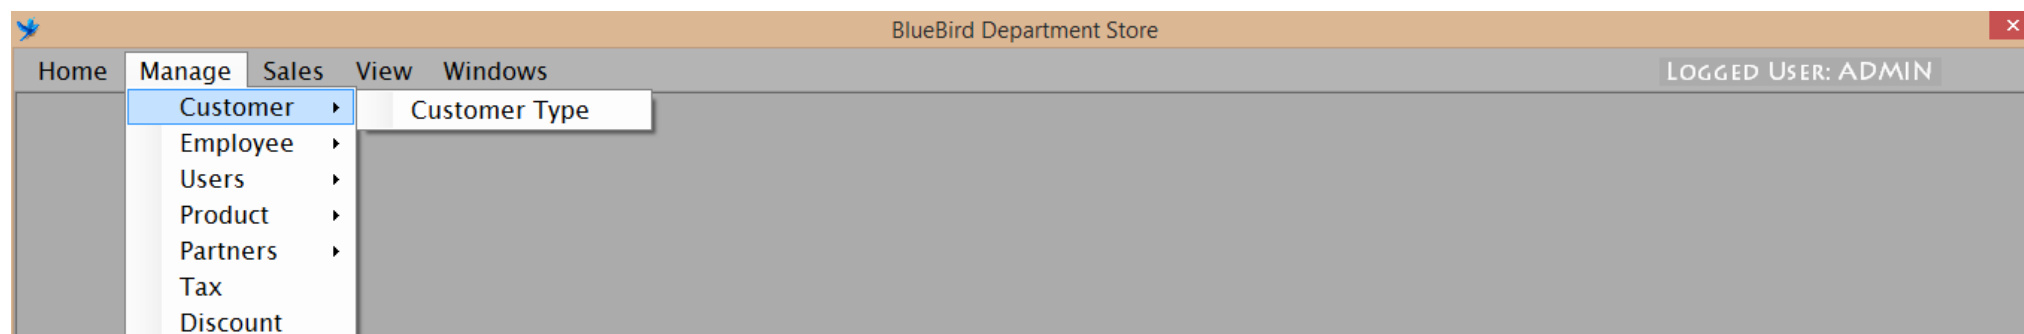 BlueBird Department Store
Home Manage Sales View Windows LOGGED USER: ADMIN
Customer Customer Type
Employee
Users
Product
Partners
Tax
Discount